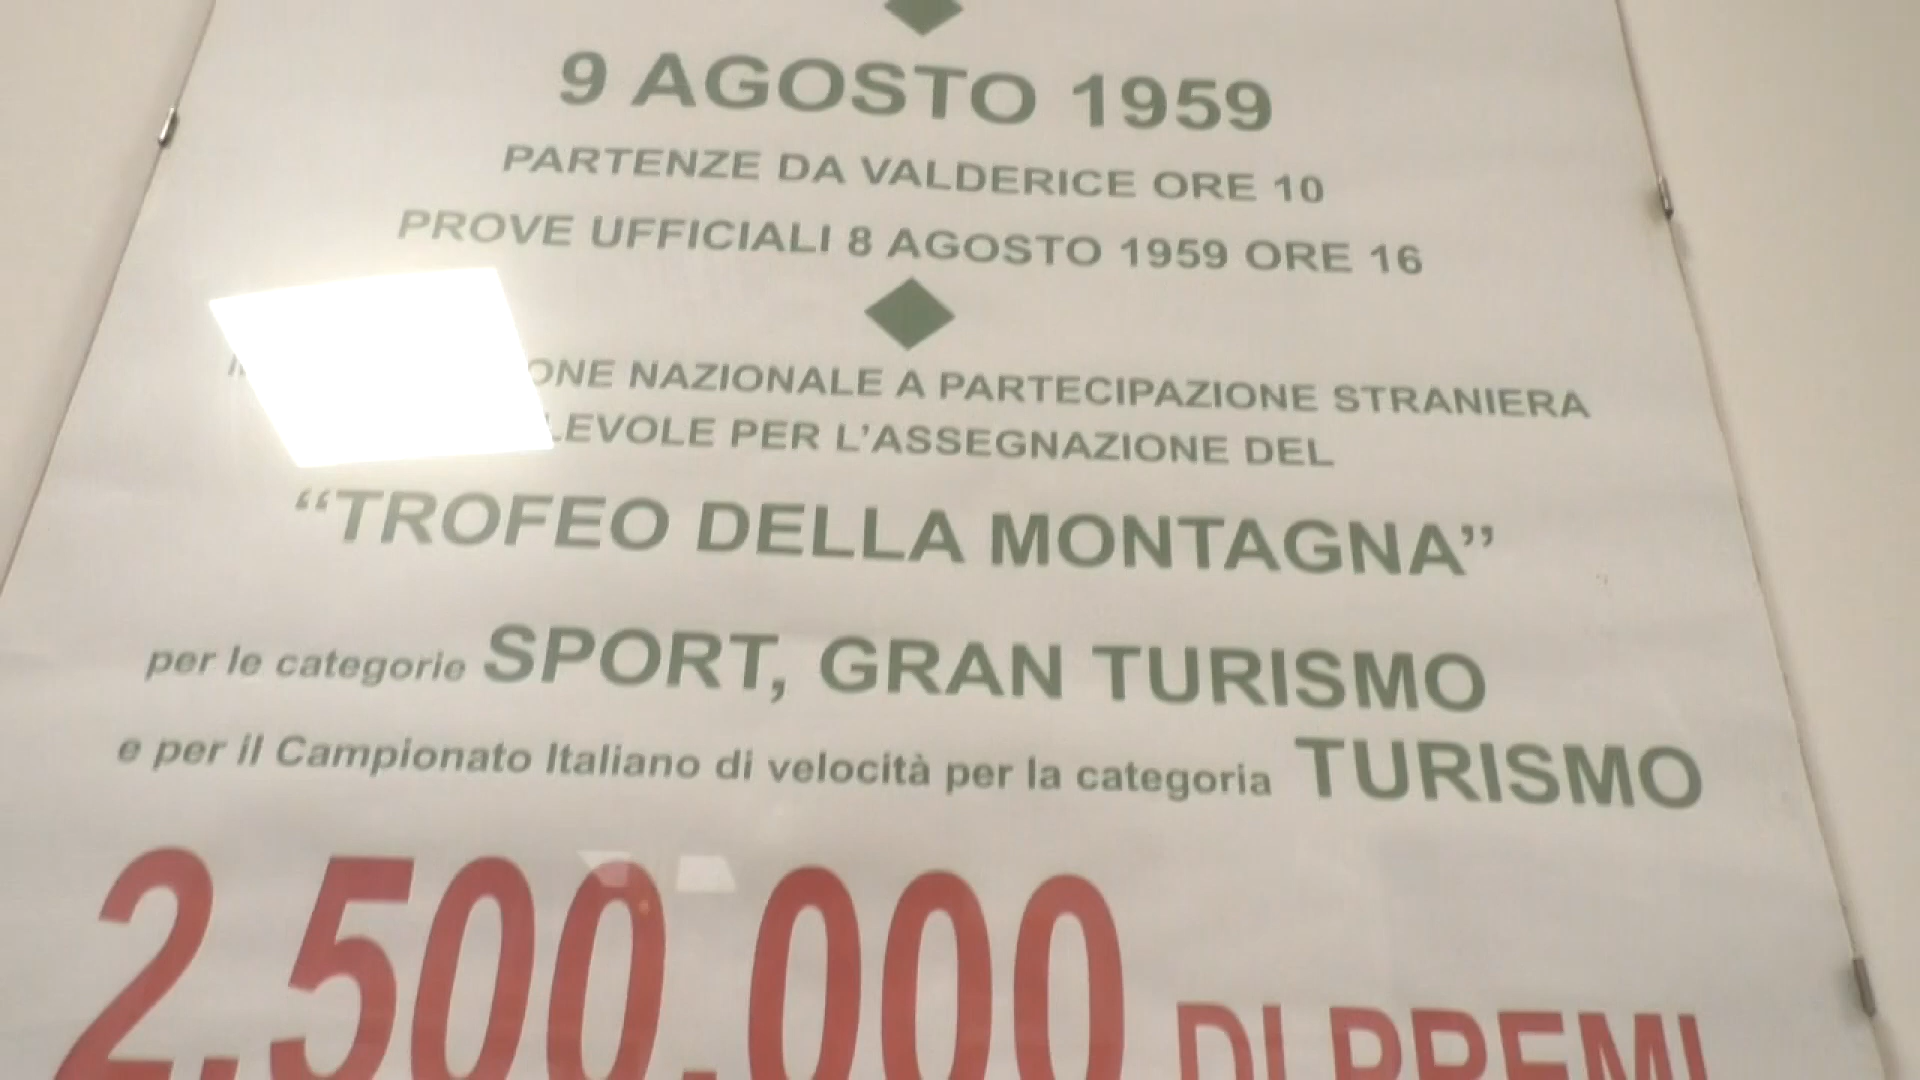 9 AGOSTO 1959
PARTENZE DA VALDERICE ORE 10
PROVE UFFICIALI 8 AGOSTO 1959 ORE 16
NAZIONALE A PARTECIPAZIONE STRANIERA
PER L'ASSEGNAZIONE DEL
“TROFEO DELLA MONTAGNA”
per le categorie SPORT, GRAN TURISMO
e per il Campionato Italiano di velocità per la categoria TURISMO
2.500.000 DI PREMI